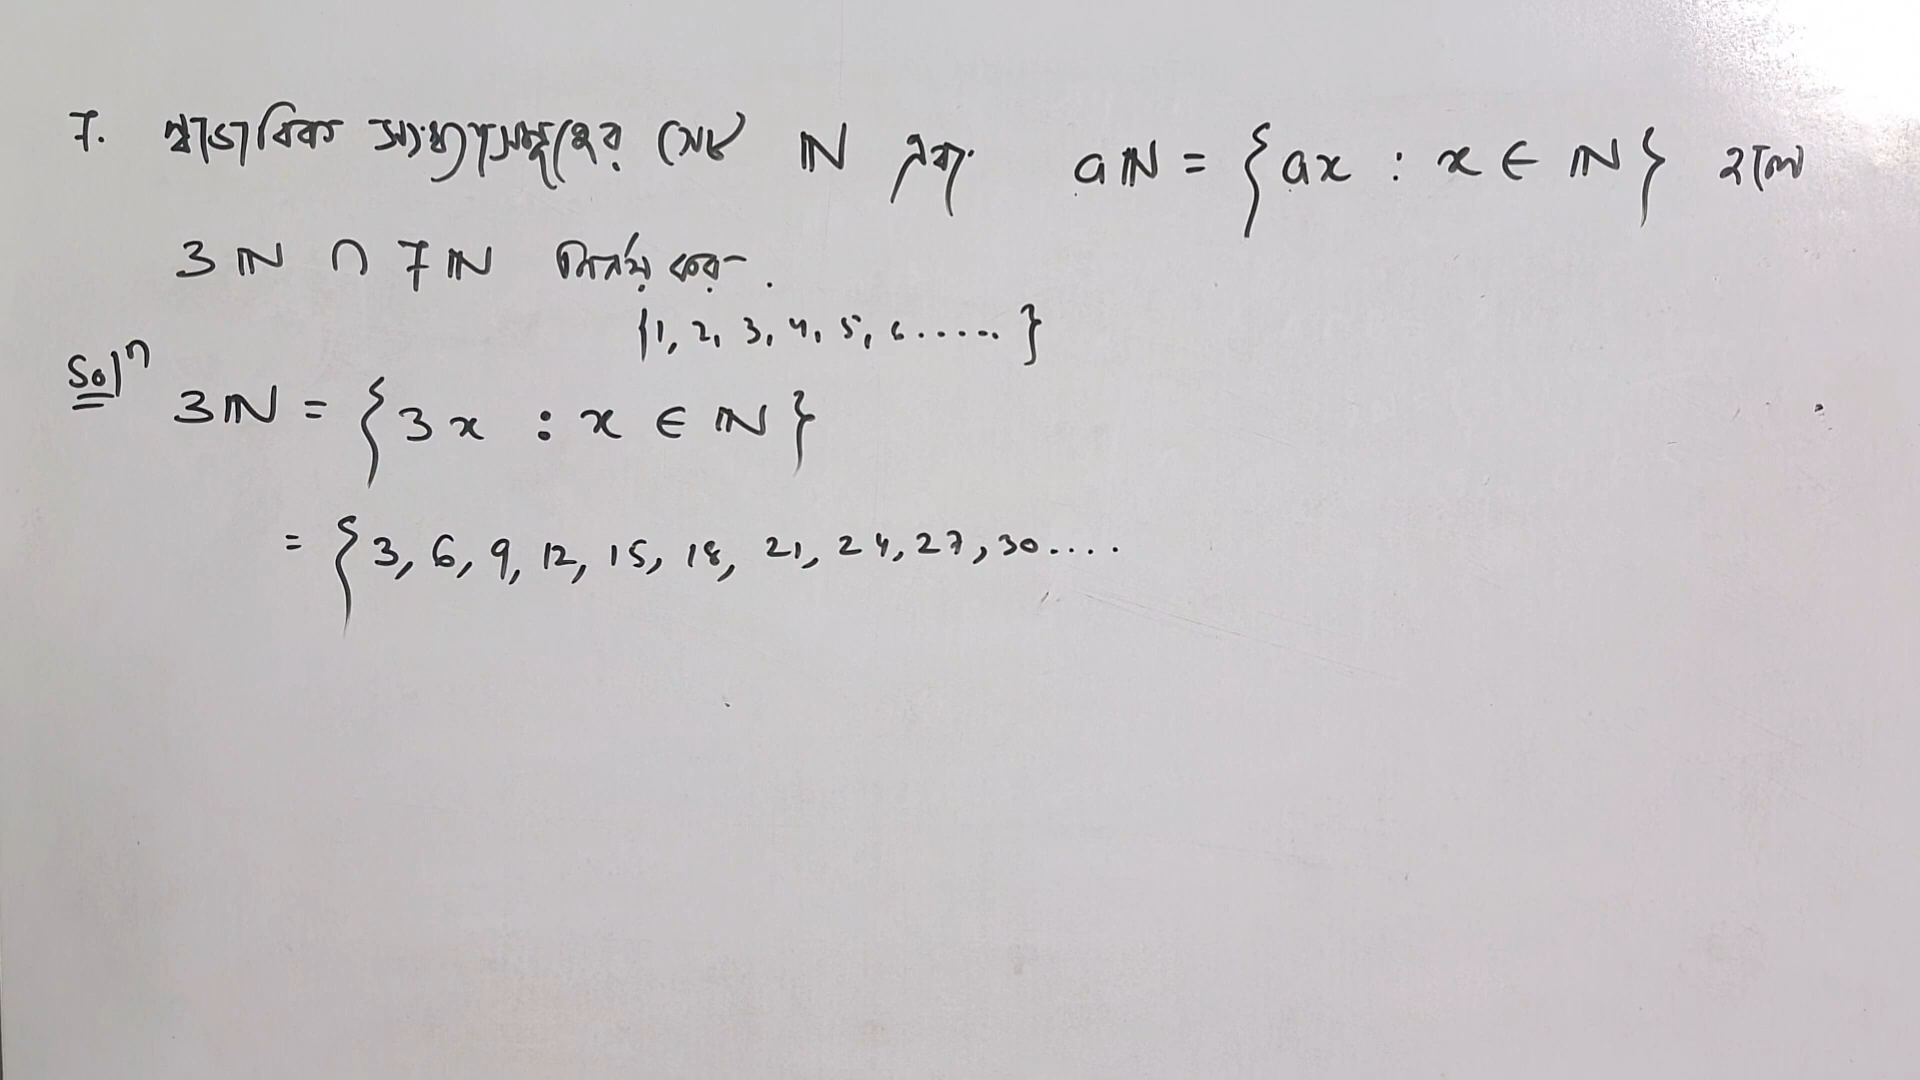 7. স্বাভাবিক সংখ্যাসমূহের সেট ℕ এবং aℕ = {ax : x ∈ ℕ} হলে
3ℕ ∩ 7ℕ নির্ণয় কর.
{1, 2, 3, 4, 5, 6......}
Solⁿ
3ℕ = {3x : x ∈ ℕ}
= {3, 6, 9, 12, 15, 18, 21, 24, 27, 30....